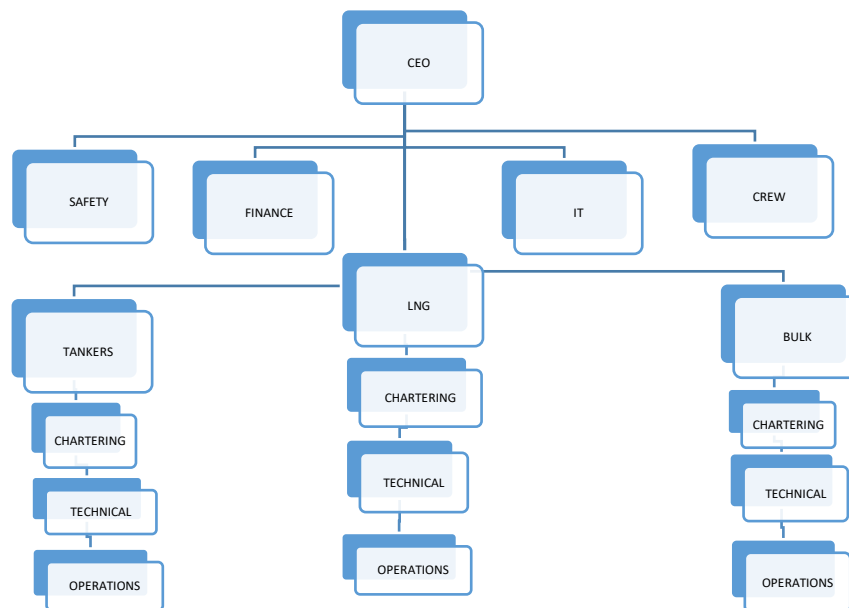 CEO
SAFETY
FINANCE
IT
CREW
TANKERS
LNG
BULK
CHARTERING
CHARTERING
CHARTERING
TECHNICAL
TECHNICAL
TECHNICAL
OPERATIONS
OPERATIONS
OPERATIONS